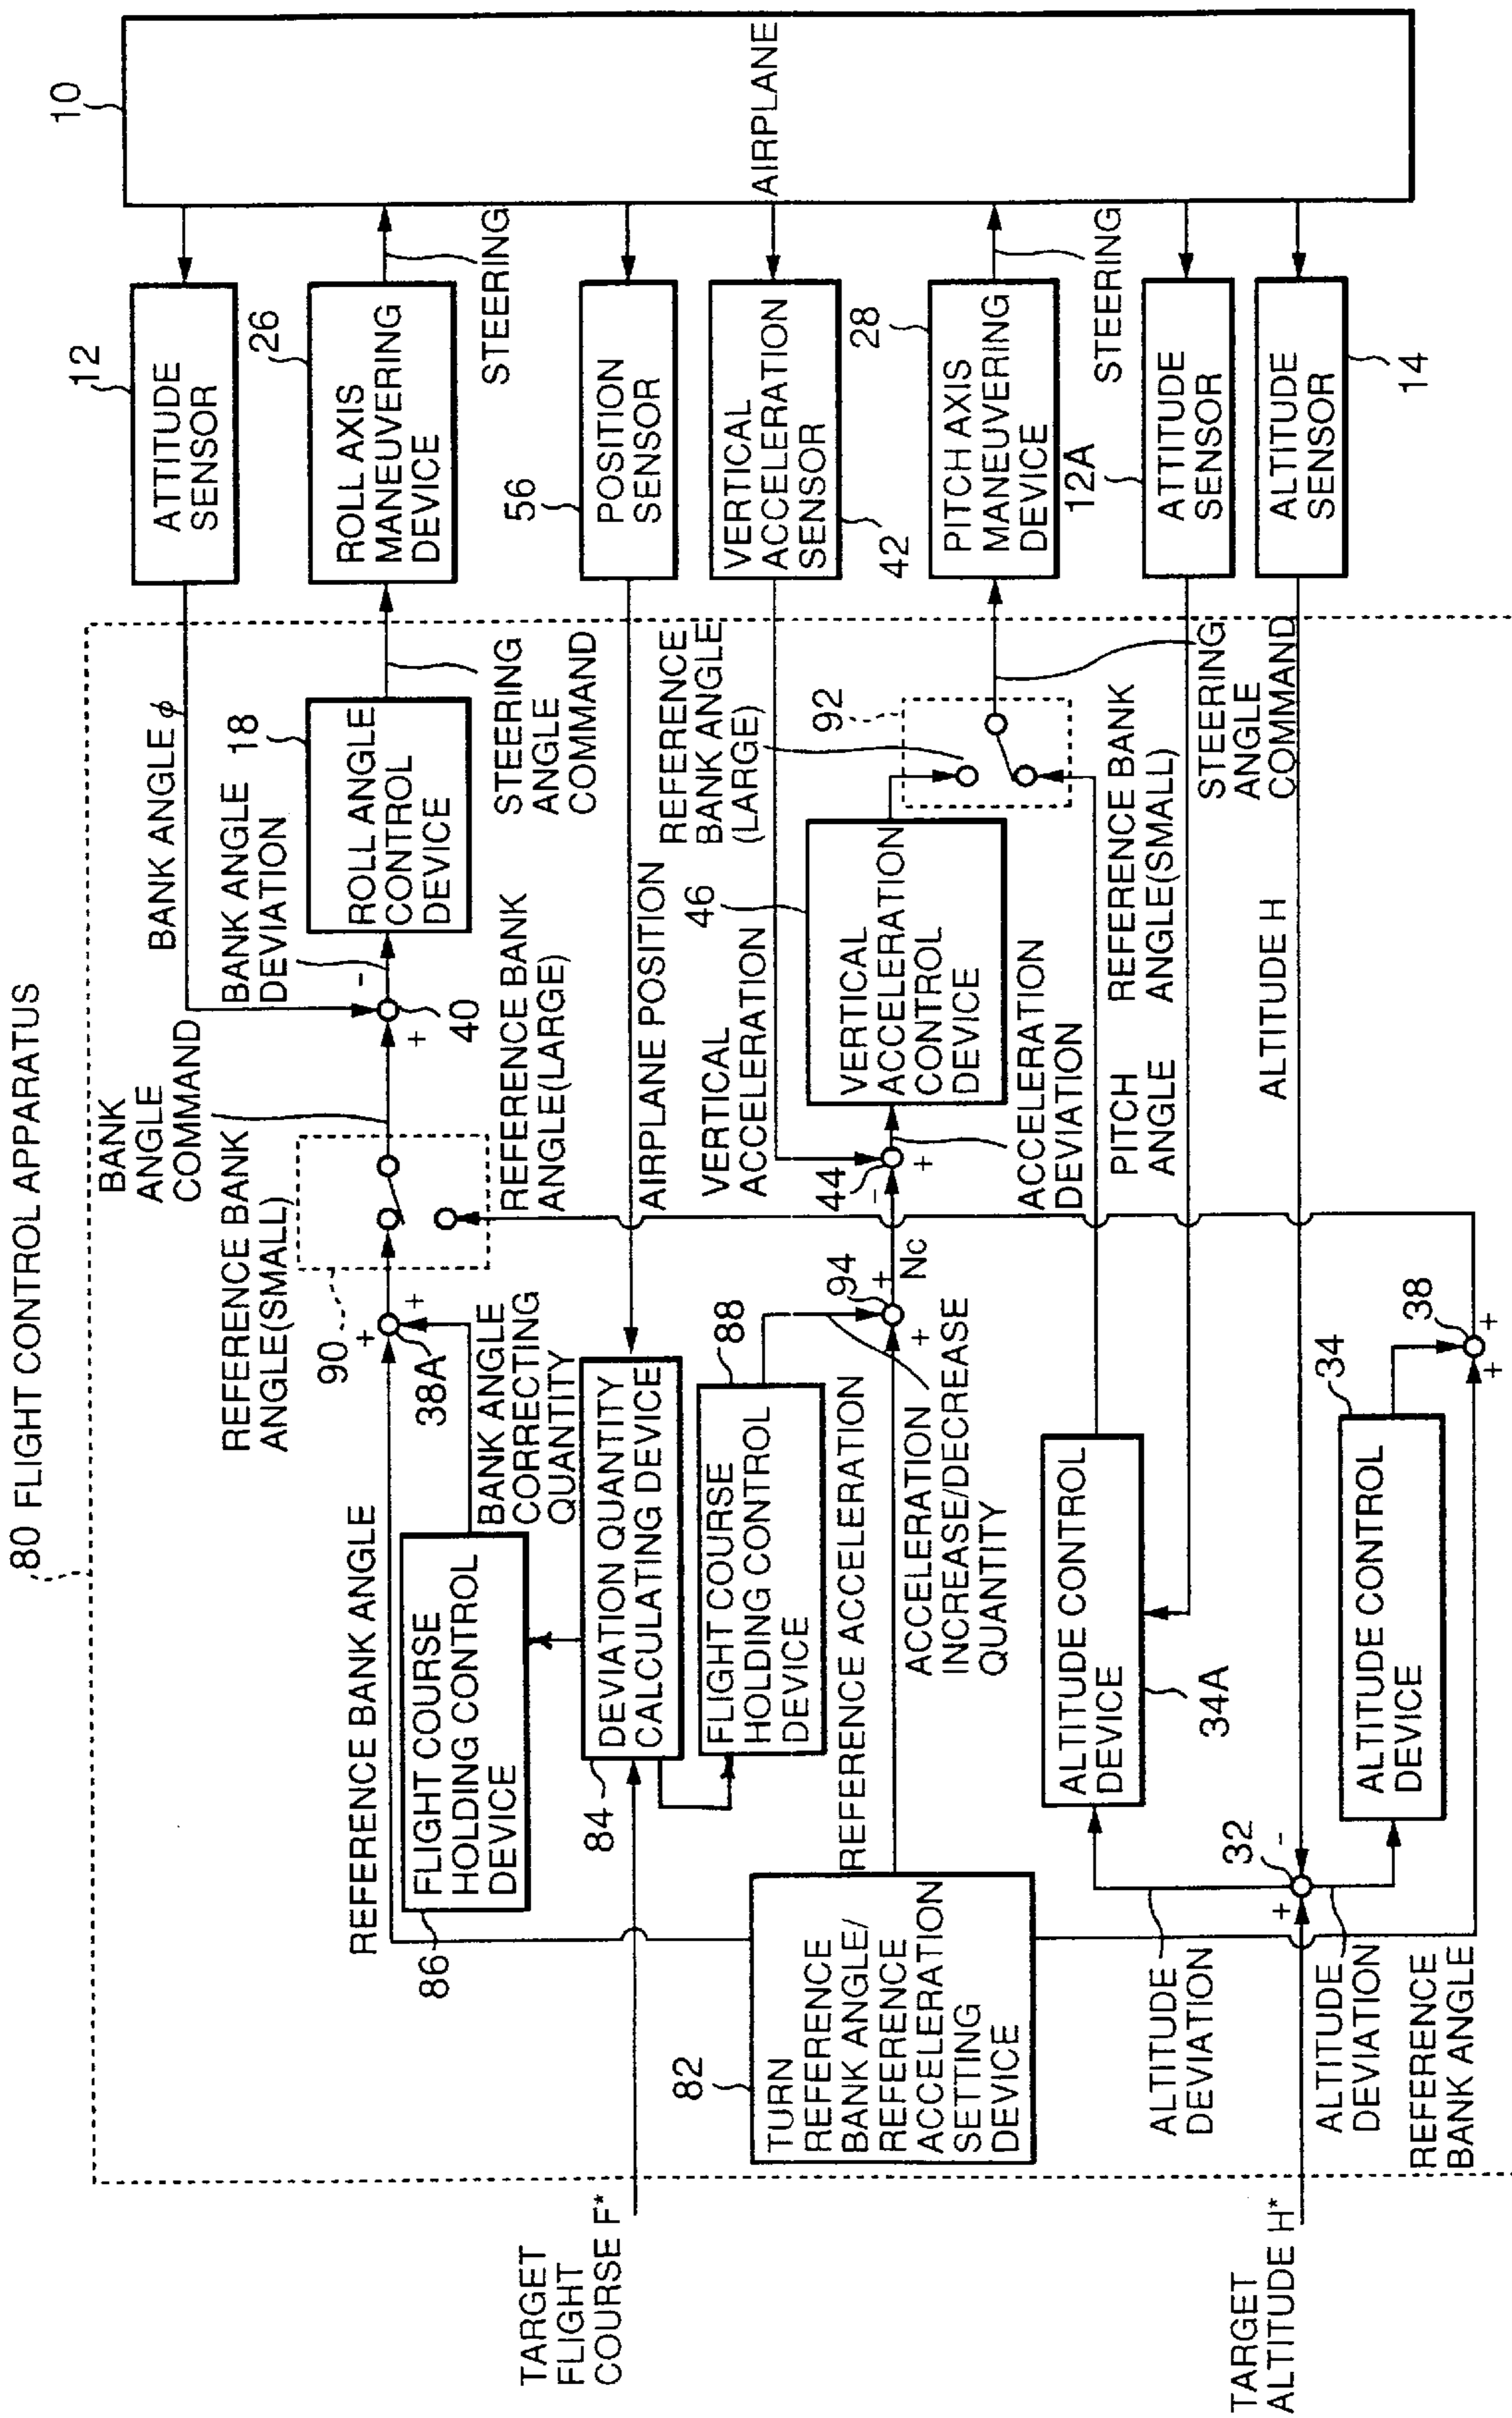 80 FLIGHT CONTROL APPARATUS
10
AIRPLANE
12
ATTITUDE
SENSOR
BANK ANGLE ϕ
26
ROLL AXIS
MANEUVERING
DEVICE
STEERING
BANK ANGLE
DEVIATION
18
ROLL ANGLE
CONTROL
DEVICE
STEERING
ANGLE
COMMAND
BANK
ANGLE
COMMAND
-
+
40
REFERENCE BANK
ANGLE(SMALL)
REFERENCE BANK
ANGLE(LARGE)
90
+
+
38A
REFERENCE BANK ANGLE
BANK ANGLE
CORRECTING
QUANTITY
86
FLIGHT COURSE
HOLDING CONTROL
DEVICE
56
POSITION
SENSOR
AIRPLANE POSITION
84
DEVIATION QUANTITY
CALCULATING DEVICE
88
FLIGHT COURSE
HOLDING CONTROL
DEVICE
TARGET
FLIGHT
COURSE F*
VERTICAL
ACCELERATION
SENSOR
42
VERTICAL
ACCELERATION
REFERENCE
BANK ANGLE
(LARGE)
92
46
VERTICAL
ACCELERATION
CONTROL
DEVICE
44
-
+
ACCELERATION
DEVIATION
94
+
+
Nc
REFERENCE ACCELERATION
ACCELERATION
INCREASE/DECREASE
QUANTITY
82
TURN
REFERENCE
BANK ANGLE/
REFERENCE
ACCELERATION
SETTING
DEVICE
28
PITCH AXIS
MANEUVERING
DEVICE
STEERING
12A
ATTITUDE
SENSOR
REFERENCE BANK
ANGLE(SMALL)
STEERING
ANGLE
COMMAND
PITCH
ANGLE
ALTITUDE CONTROL
DEVICE
34A
ALTITUDE
SENSOR
14
ALTITUDE H
32
+
-
ALTITUDE
DEVIATION
ALTITUDE
DEVIATION
34
ALTITUDE CONTROL
DEVICE
38
+
+
REFERENCE
BANK ANGLE
TARGET
ALTITUDE H*